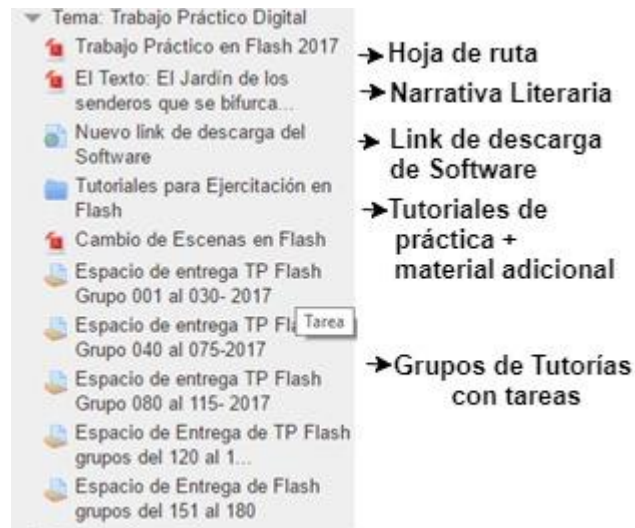 Tema: Trabajo Práctico Digital
Trabajo Práctico en Flash 2017
Hoja de ruta
El Texto: El Jardín de los
senderos que se bifurca...
Narrativa Literaria
Nuevo link de descarga del
Software
Link de descarga
de Software
Tutoriales para Ejercitación en
Flash
Tutoriales de
práctica +
material adicional
Cambio de Escenas en Flash
Espacio de entrega TP Flash
Grupo 001 al 030- 2017
Espacio de entrega TP Fla
Tarea
Grupo 040 al 075-2017
Espacio de entrega TP Flash
Grupo 080 al 115- 2017
Grupos de Tutorías
con tareas
Espacio de Entrega de TP Flash
grupos del 120 al 1...
Espacio de Entrega de Flash
grupos del 151 al 180